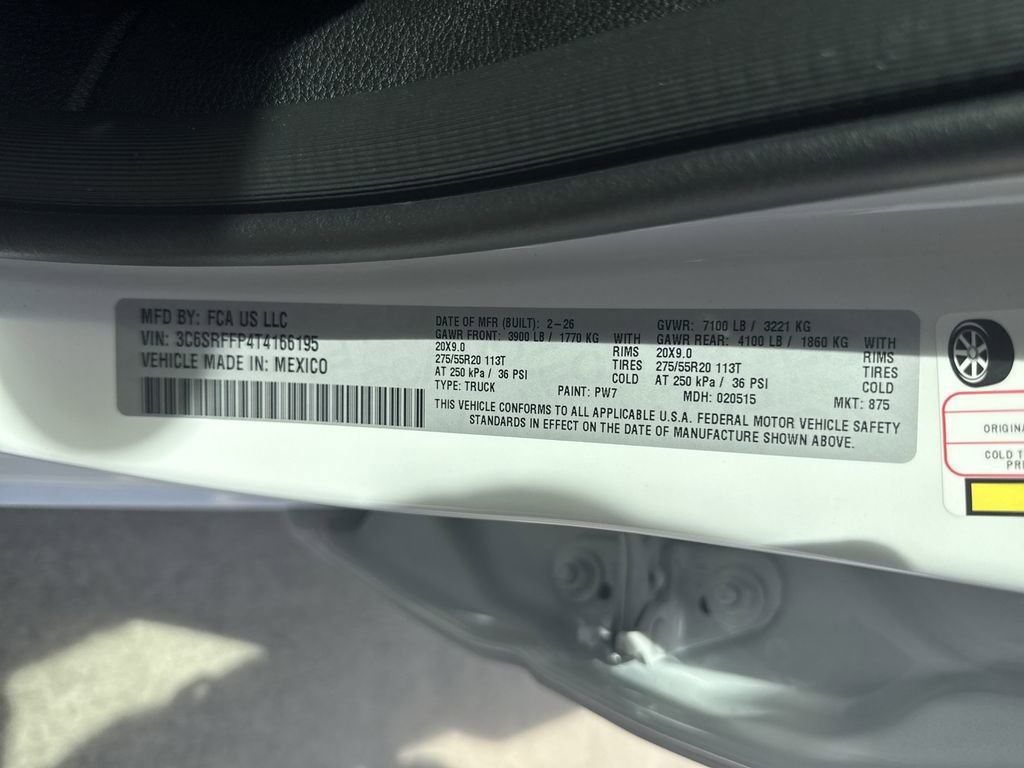 MFD BY: FCA US LLC
VIN: 3C6SRFFP4T4166195
VEHICLE MADE IN: MEXICO
DATE OF MFR (BUILT): 2-26 GVWR: 7100 LB / 3221 KG
GAWR FRONT: 3900 LB / 1770 KG WITH GAWR REAR: 4100 LB / 1860 KG WITH
20X9.0 RIMS 20X9.0 RIMS
275/55R20 113T TIRES 275/55R20 113T TIRES
AT 250 kPa / 36 PSI COLD AT 250 kPa / 36 PSI COLD
TYPE: TRUCK PAINT: PW7 MDH: 020515 MKT: 875
THIS VEHICLE CONFORMS TO ALL APPLICABLE U.S.A. FEDERAL MOTOR VEHICLE SAFETY
STANDARDS IN EFFECT ON THE DATE OF MANUFACTURE SHOWN ABOVE.
COLD